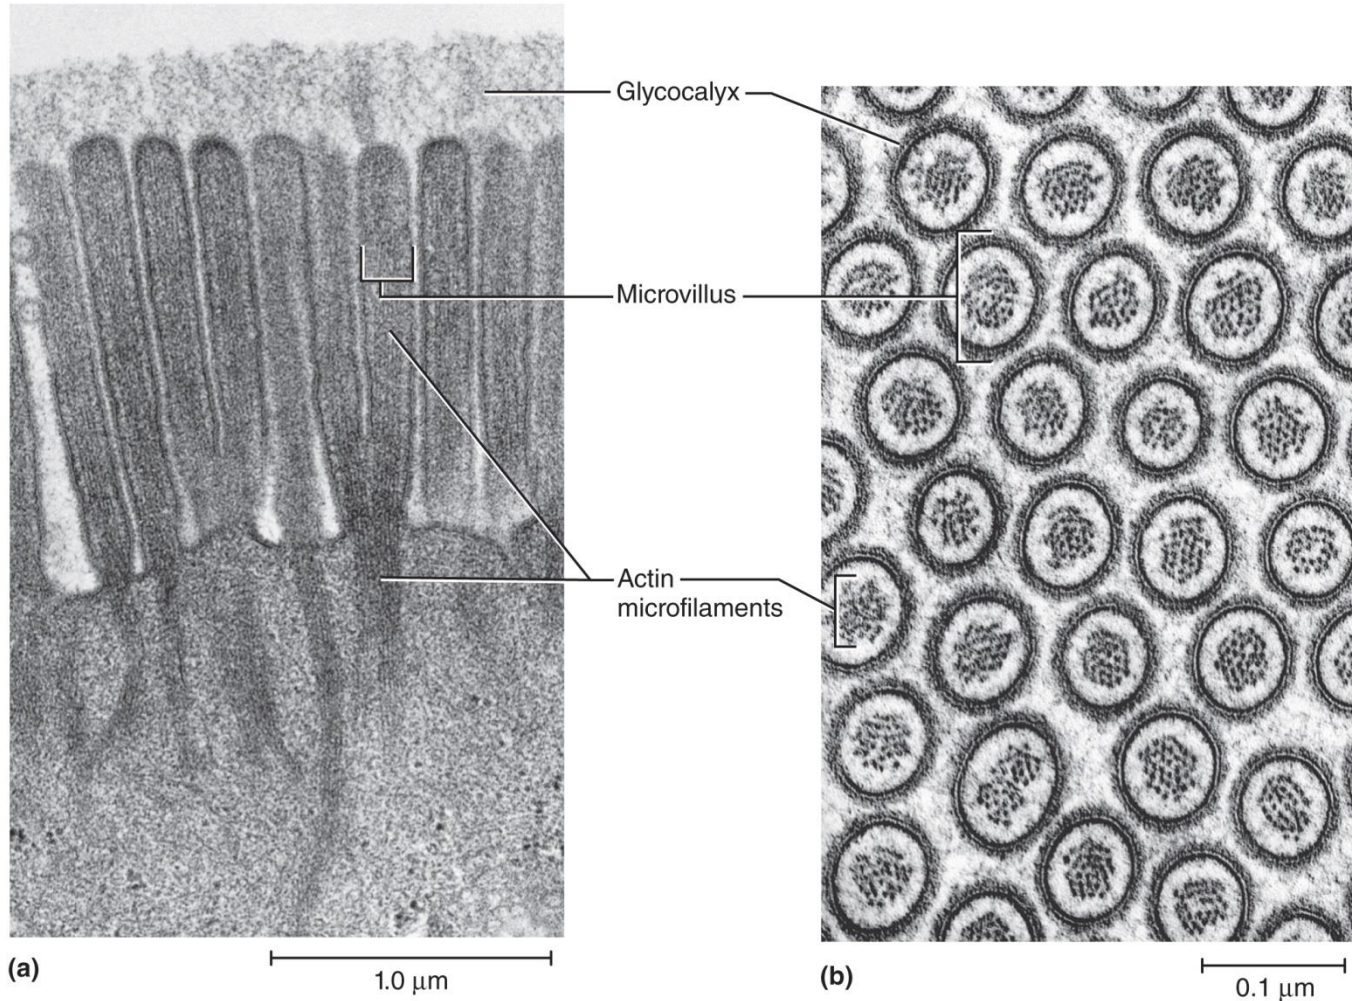 Glycocalyx
Microvillus
Actin
microfilaments
(a)
1.0 μm
(b)
0.1 μm